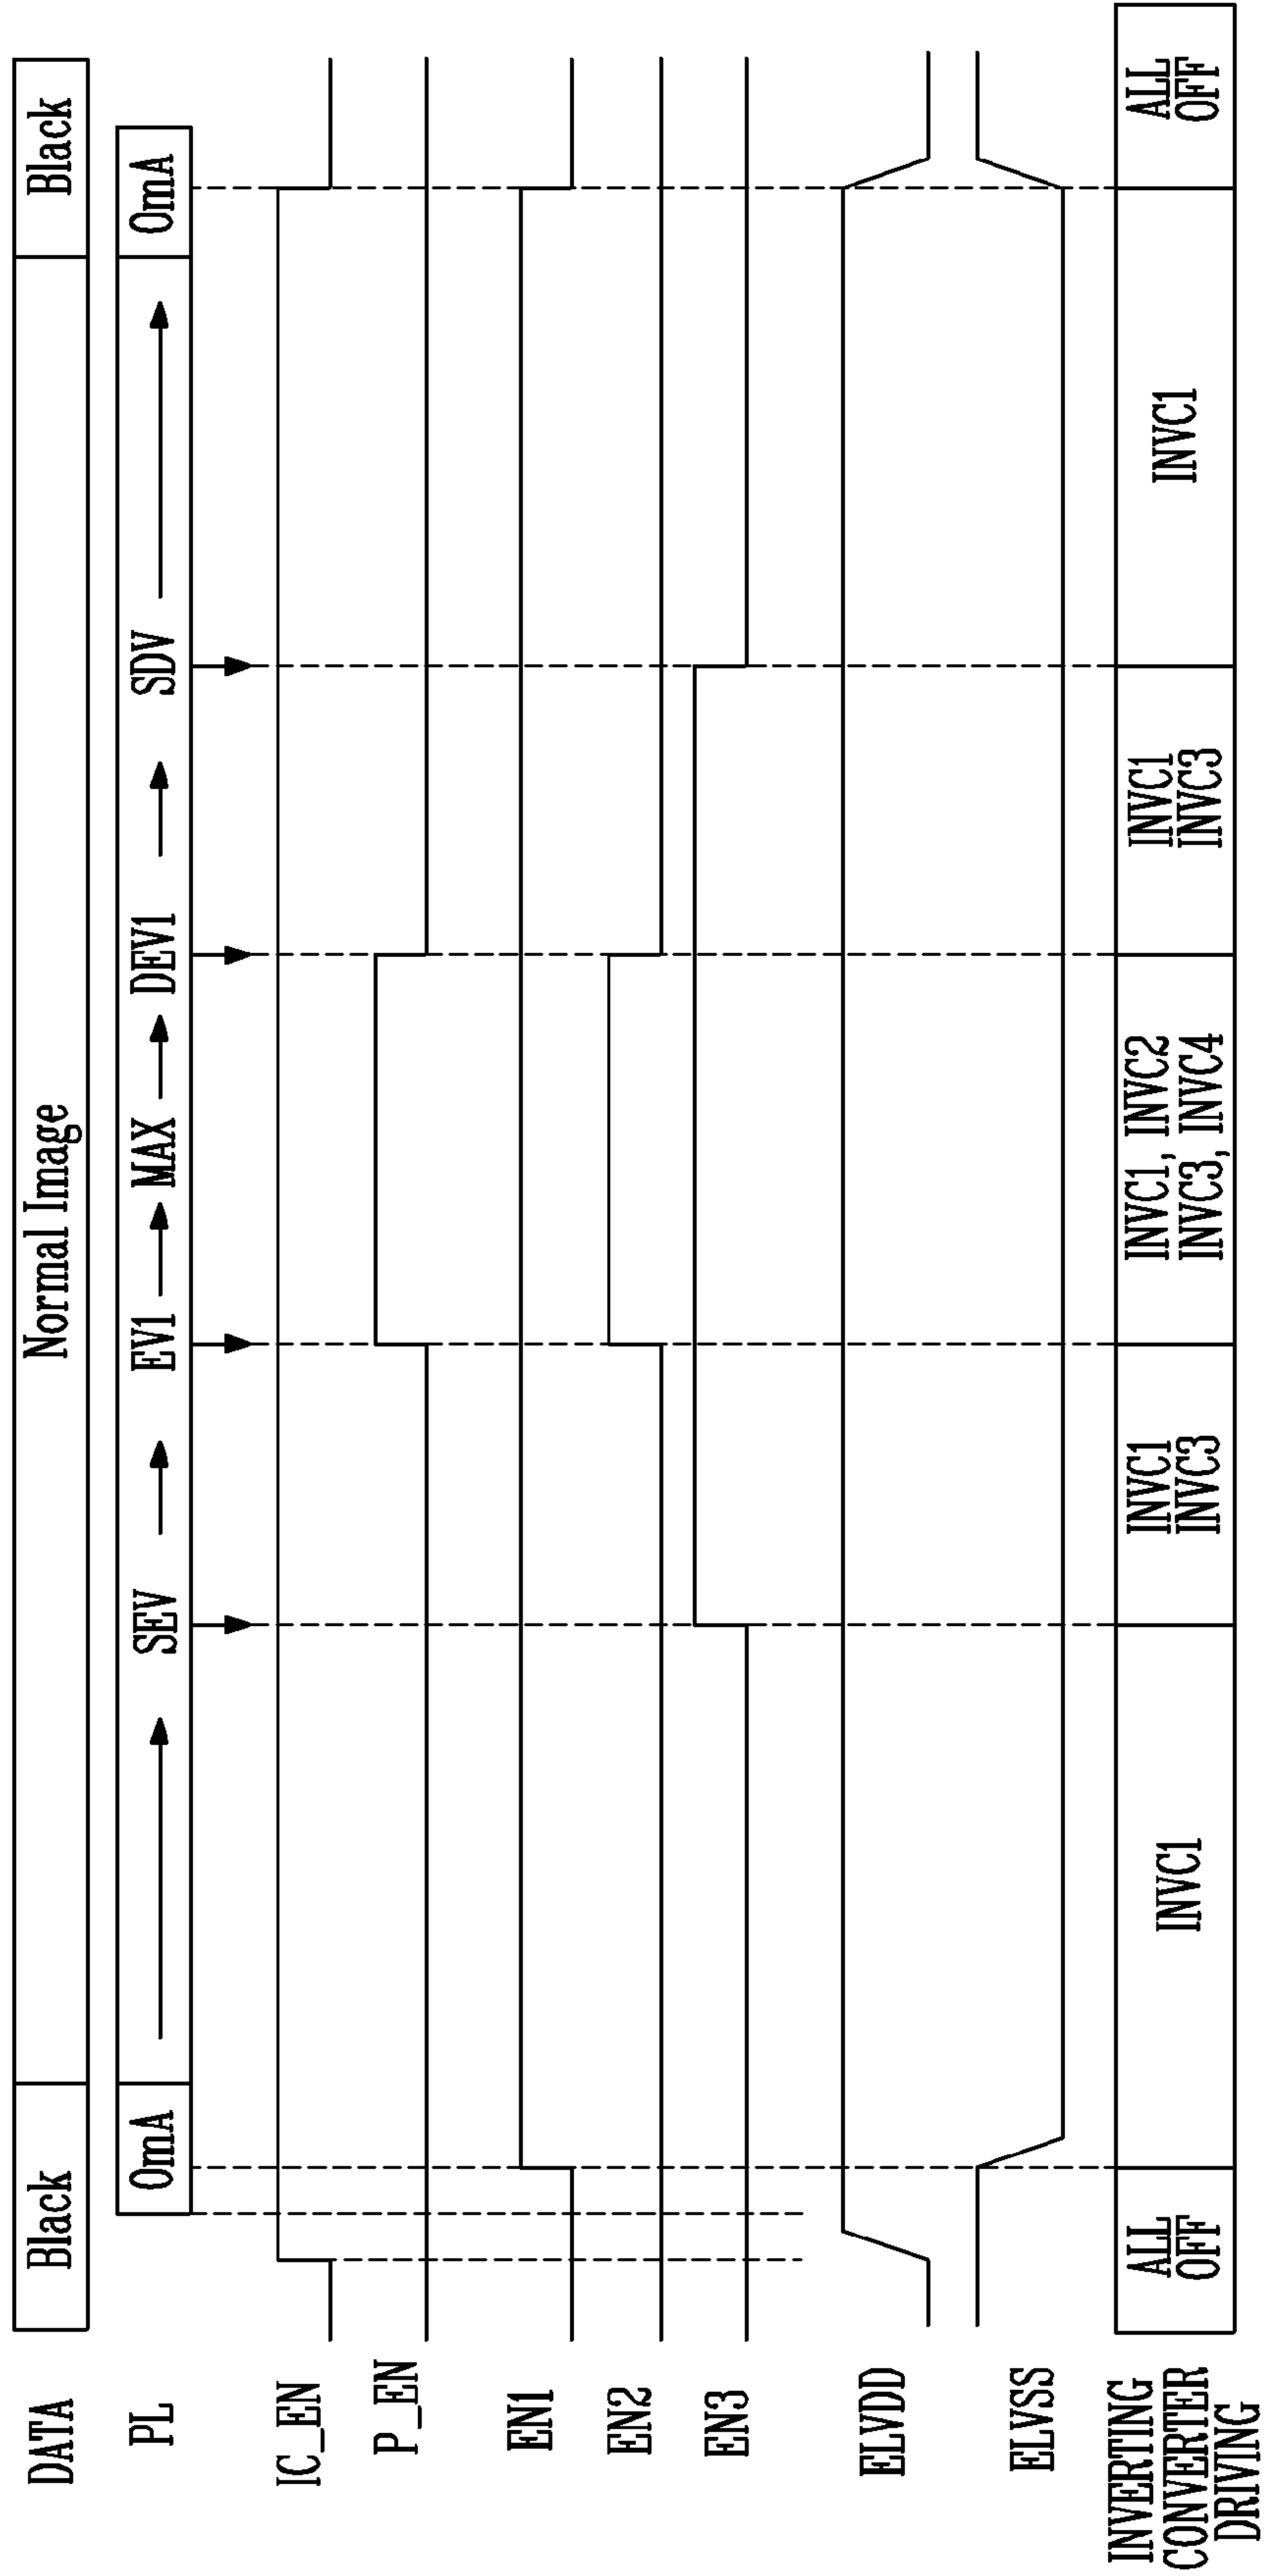 DATA
Black
Normal Image
Black
PL
0mA
SEV
EV1
MAX
DEV1
SDV
0mA
IC_EN
P_EN
EN1
EN2
EN3
ELVDD
ELVSS
INVERTING
CONVERTER
DRIVING
ALL
OFF
INVC1
INVC1
INVC3
INVC1, INVC2
INVC3, INVC4
INVC1
INVC3
INVC1
ALL
OFF